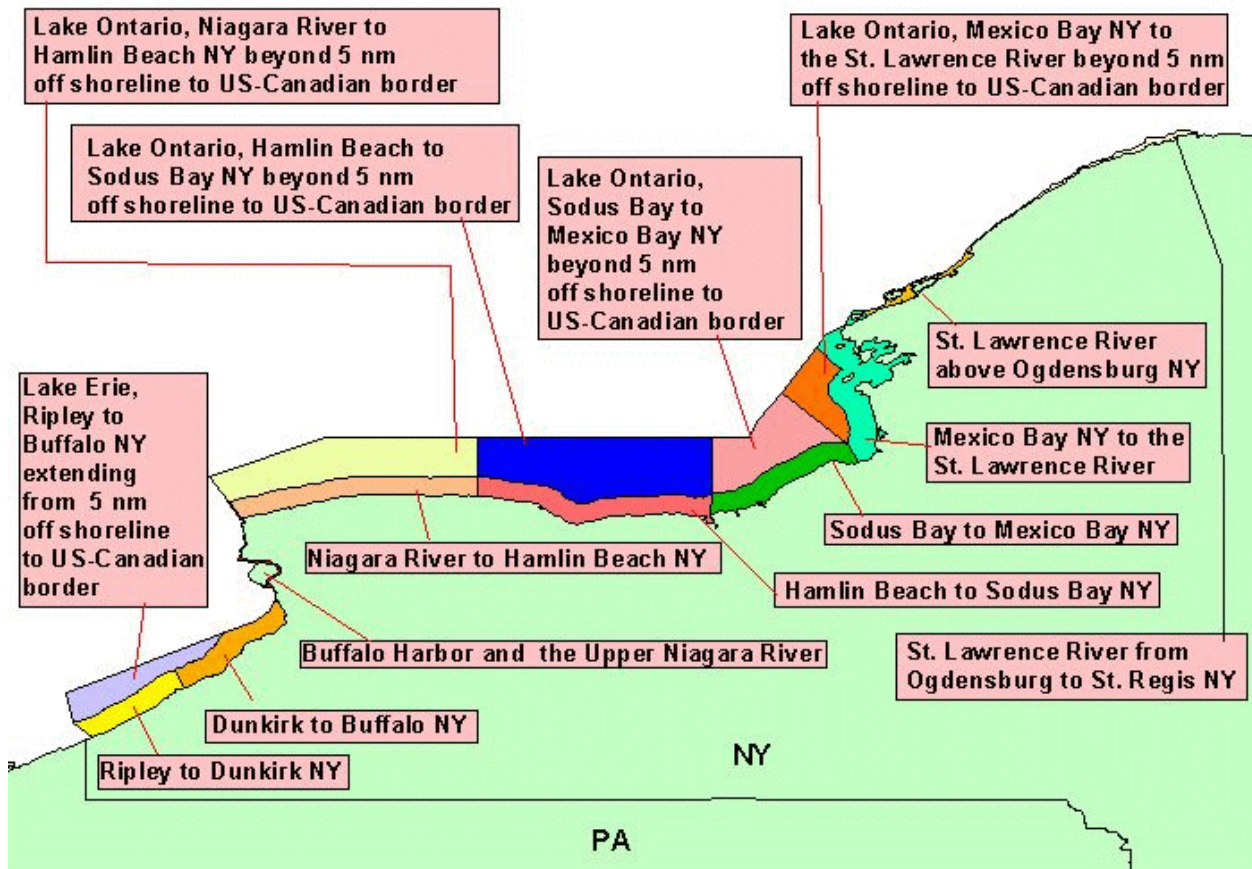 Lake Ontario, Niagara River to
Hamlin Beach NY beyond 5 nm
off shoreline to US-Canadian border
Lake Ontario, Mexico Bay NY to
the St. Lawrence River beyond 5 nm
off shoreline to US-Canadian border
Lake Ontario, Hamlin Beach to
Sodus Bay NY beyond 5 nm
off shoreline to US-Canadian border
Lake Ontario,
Sodus Bay to
Mexico Bay NY
beyond 5 nm
off shoreline to
US-Canadian border
St. Lawrence River
above Ogdensburg NY
Lake Erie,
Ripley to
Buffalo NY
extending
from 5 nm
off shoreline
to US-Canadian
border
Mexico Bay NY to the
St. Lawrence River
Sodus Bay to Mexico Bay NY
Niagara River to Hamlin Beach NY
Hamlin Beach to Sodus Bay NY
Buffalo Harbor and the Upper Niagara River
St. Lawrence River from
Ogdensburg to St. Regis NY
Dunkirk to Buffalo NY
Ripley to Dunkirk NY
NY
PA